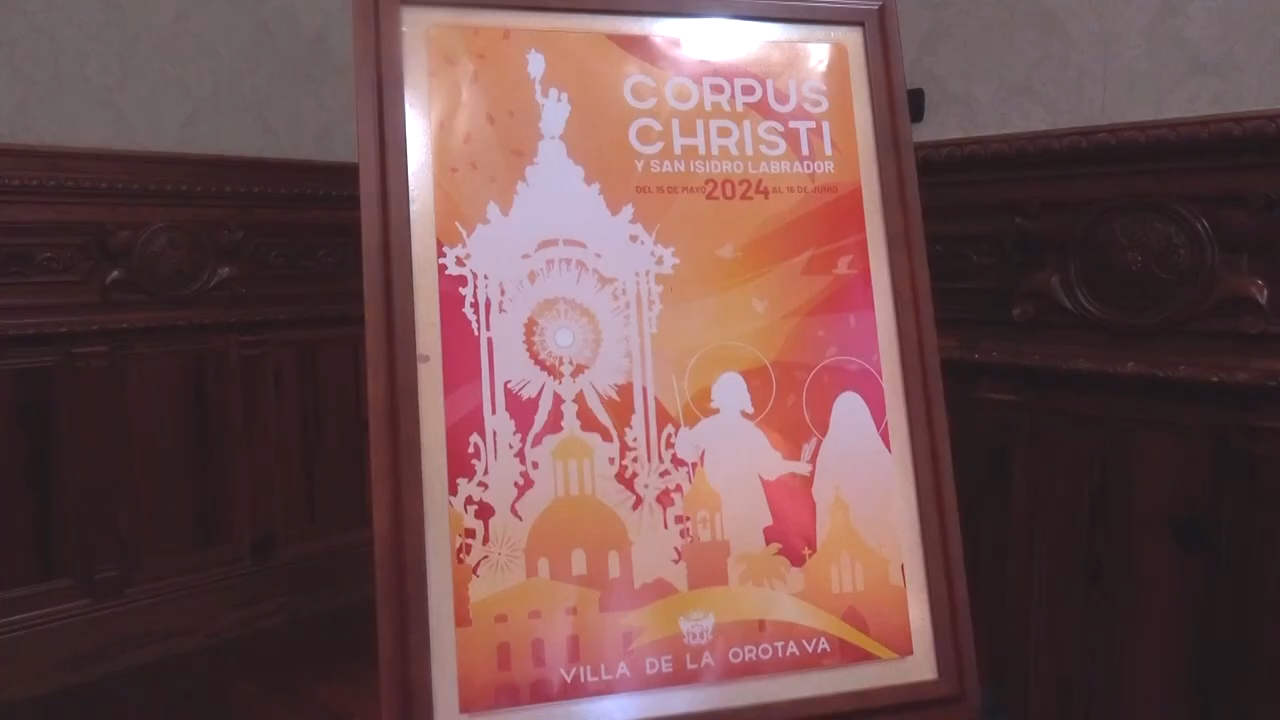 CORPUS
CHRISTI
Y SAN ISIDRO LABRADOR
DEL 15 DE MAYO 2024 AL 16 DE JUNIO
VILLA DE LA OROTAVA